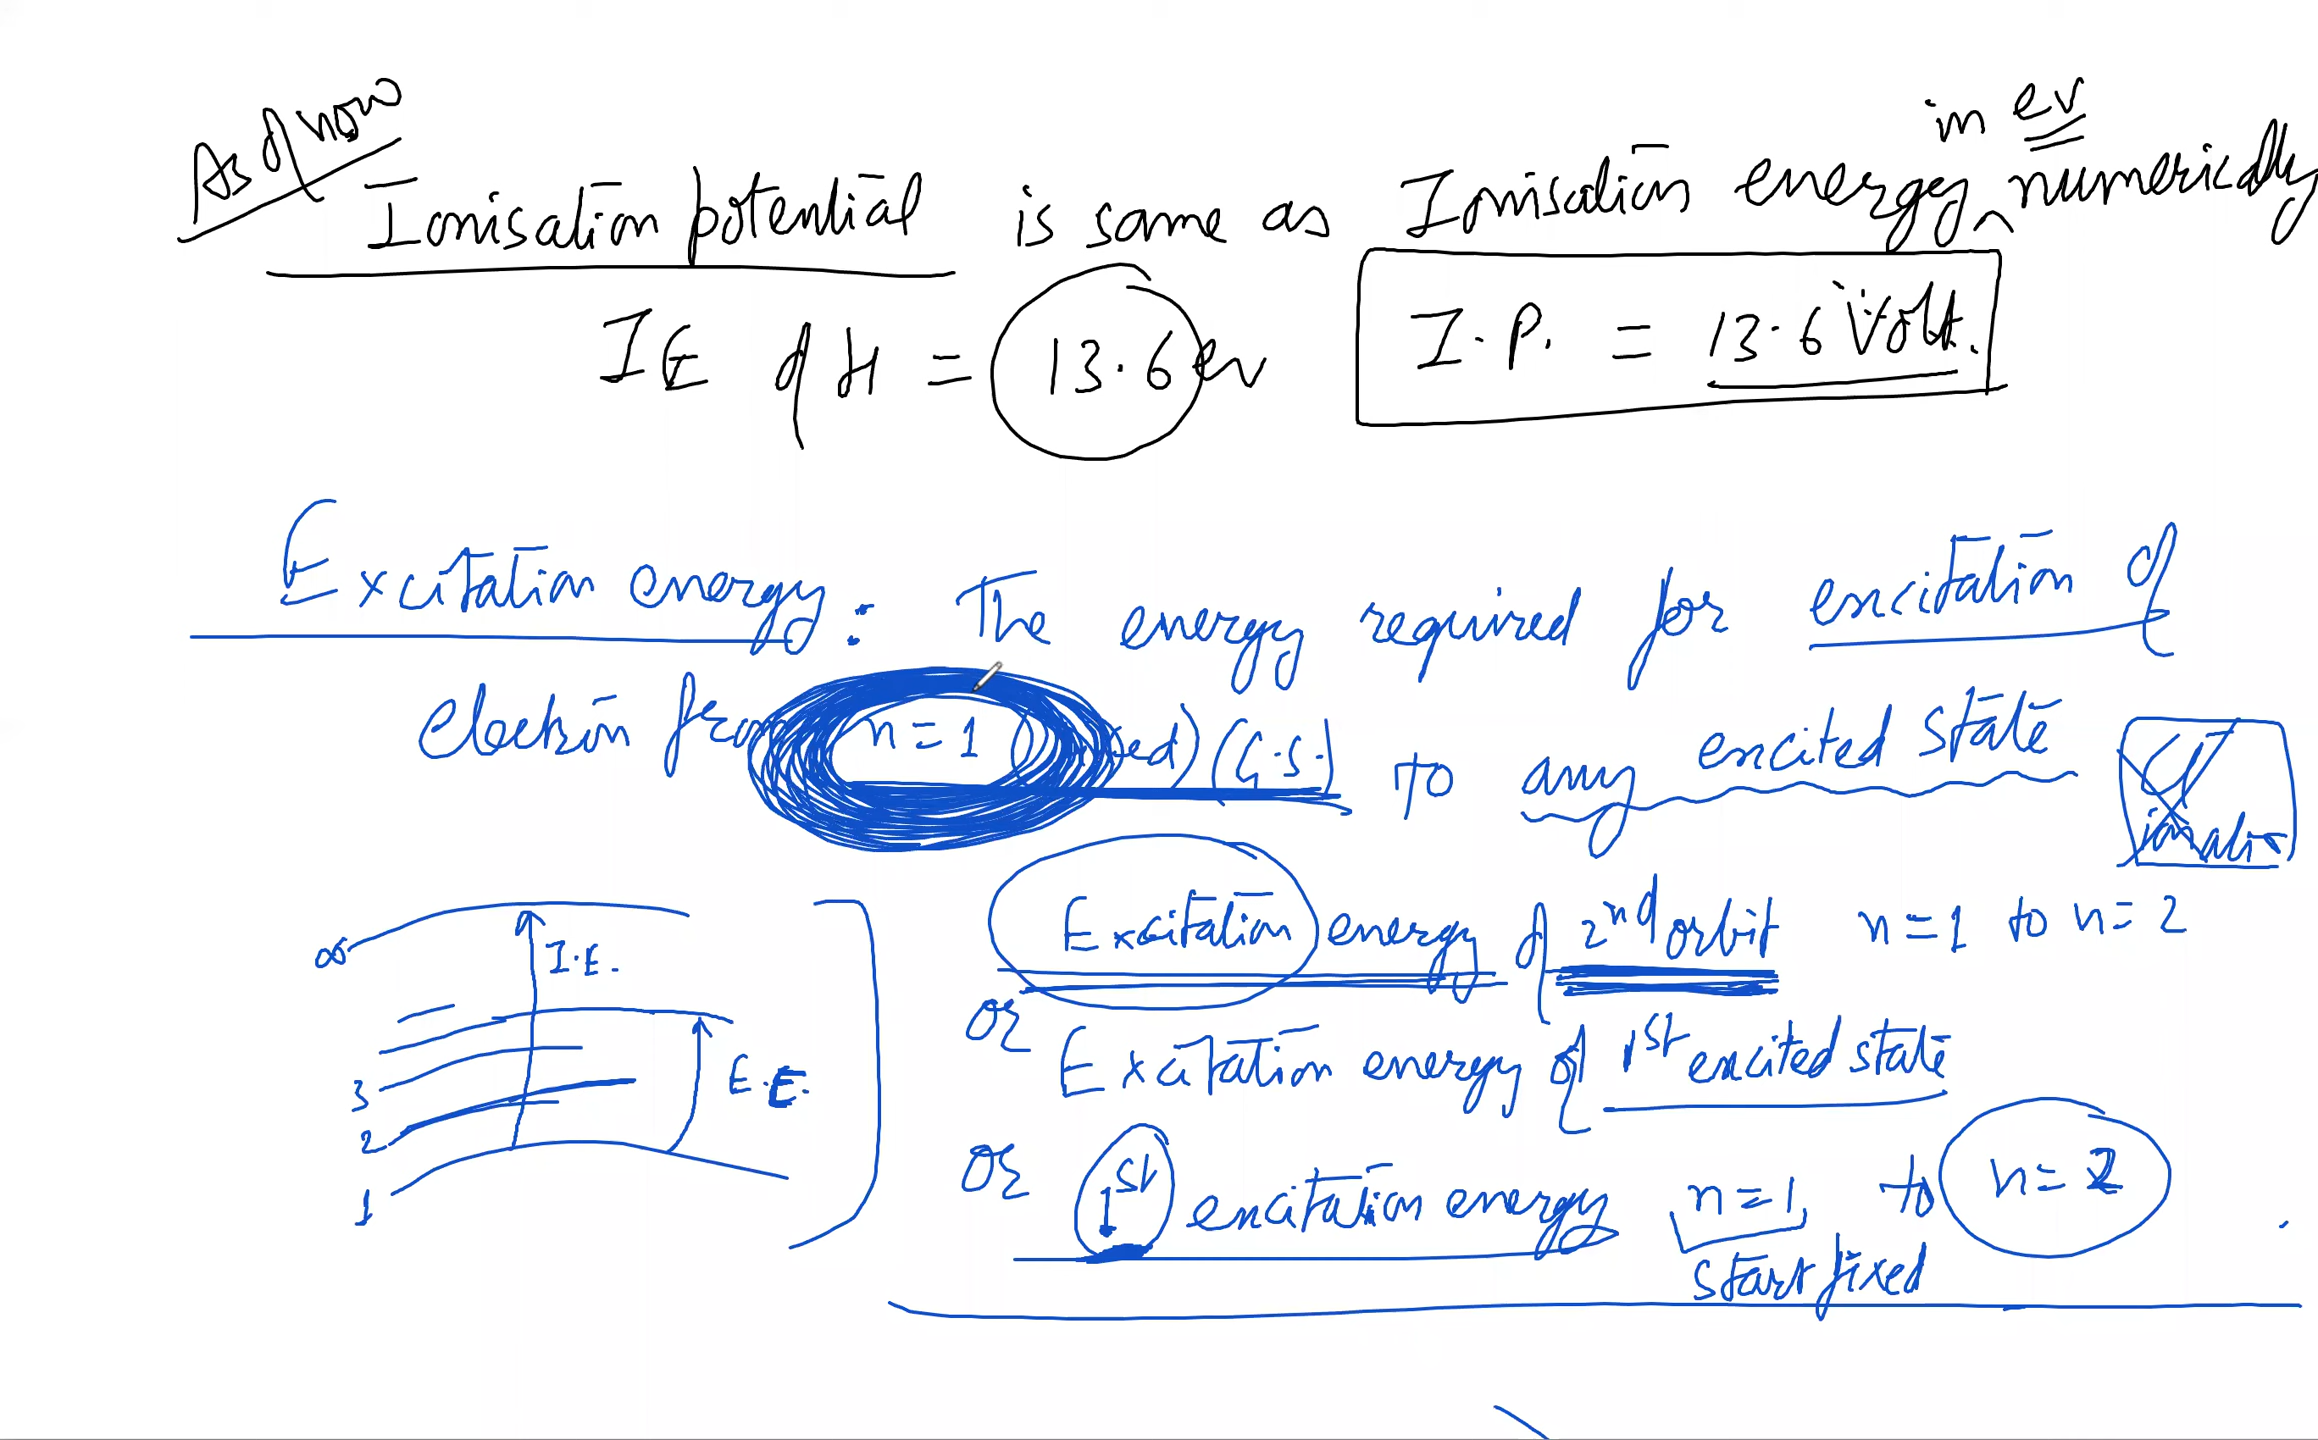 As of now
in ev
Ionisation potential is same as Ionisation energy numerically
IE of H = 13.6 ev I.P. = 13.6 Volt.
Excitation energy: The energy required for excitation of
electron from n = 1 (G.S.) to any excited state
Excitation energy of 2nd orbit n=1 to n=2
or
Excitation energy of 1st excited state
or 1st excitation energy n=1 to n=2
start fixed
∞
I.E.
E.E.
3
2
1